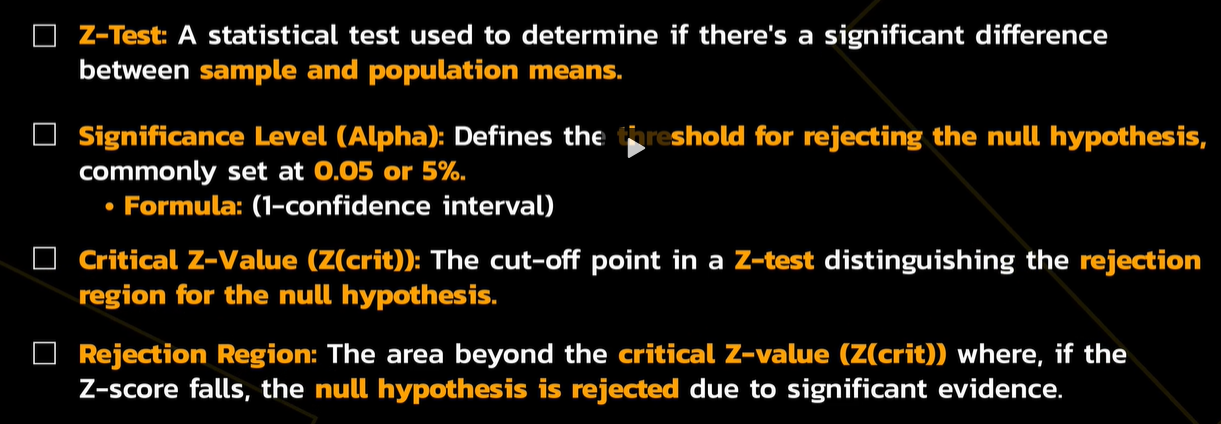 Z-Test: A statistical test used to determine if there's a significant difference
between sample and population means.
Significance Level (Alpha): Defines the threshold for rejecting the null hypothesis,
commonly set at 0.05 or 5%.
• Formula: (1-confidence interval)
Critical Z-Value (Z(crit)): The cut-off point in a Z-test distinguishing the rejection
region for the null hypothesis.
Rejection Region: The area beyond the critical Z-value (Z(crit)) where, if the
Z-score falls, the null hypothesis is rejected due to significant evidence.